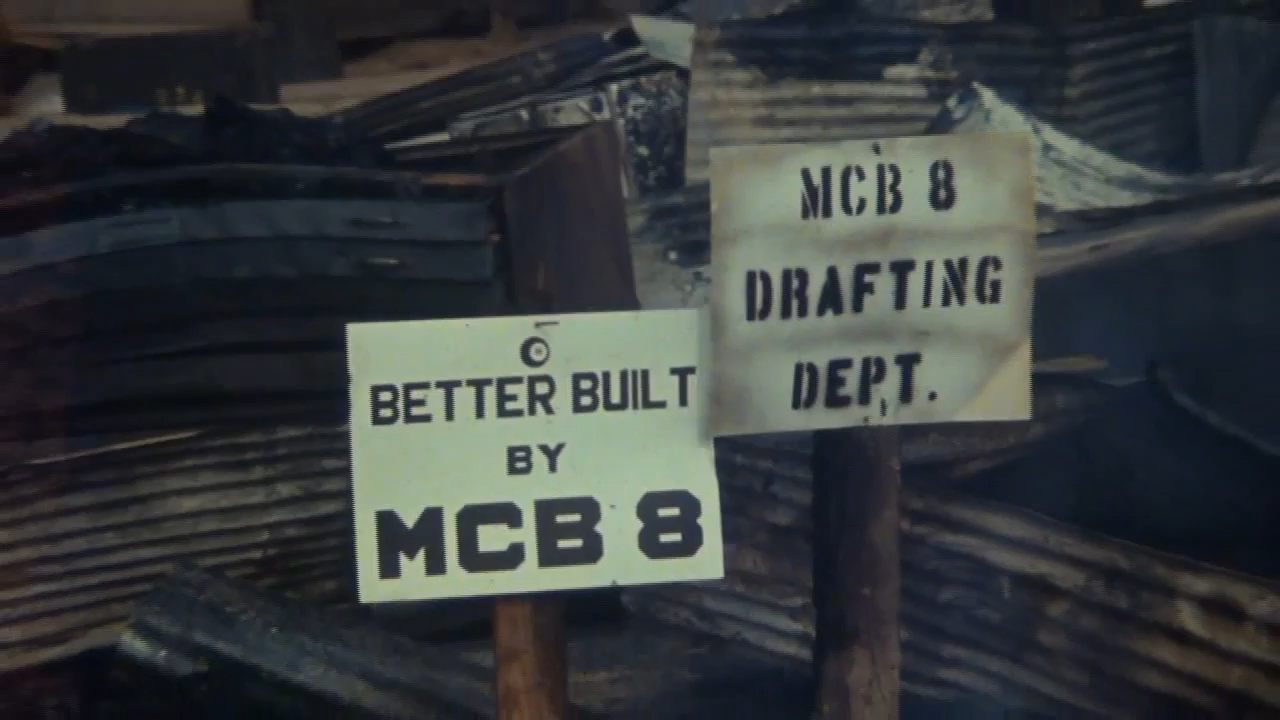 BETTER BUILT
BY
MCB 8
MCB 8
DRAFTING
DEPT.